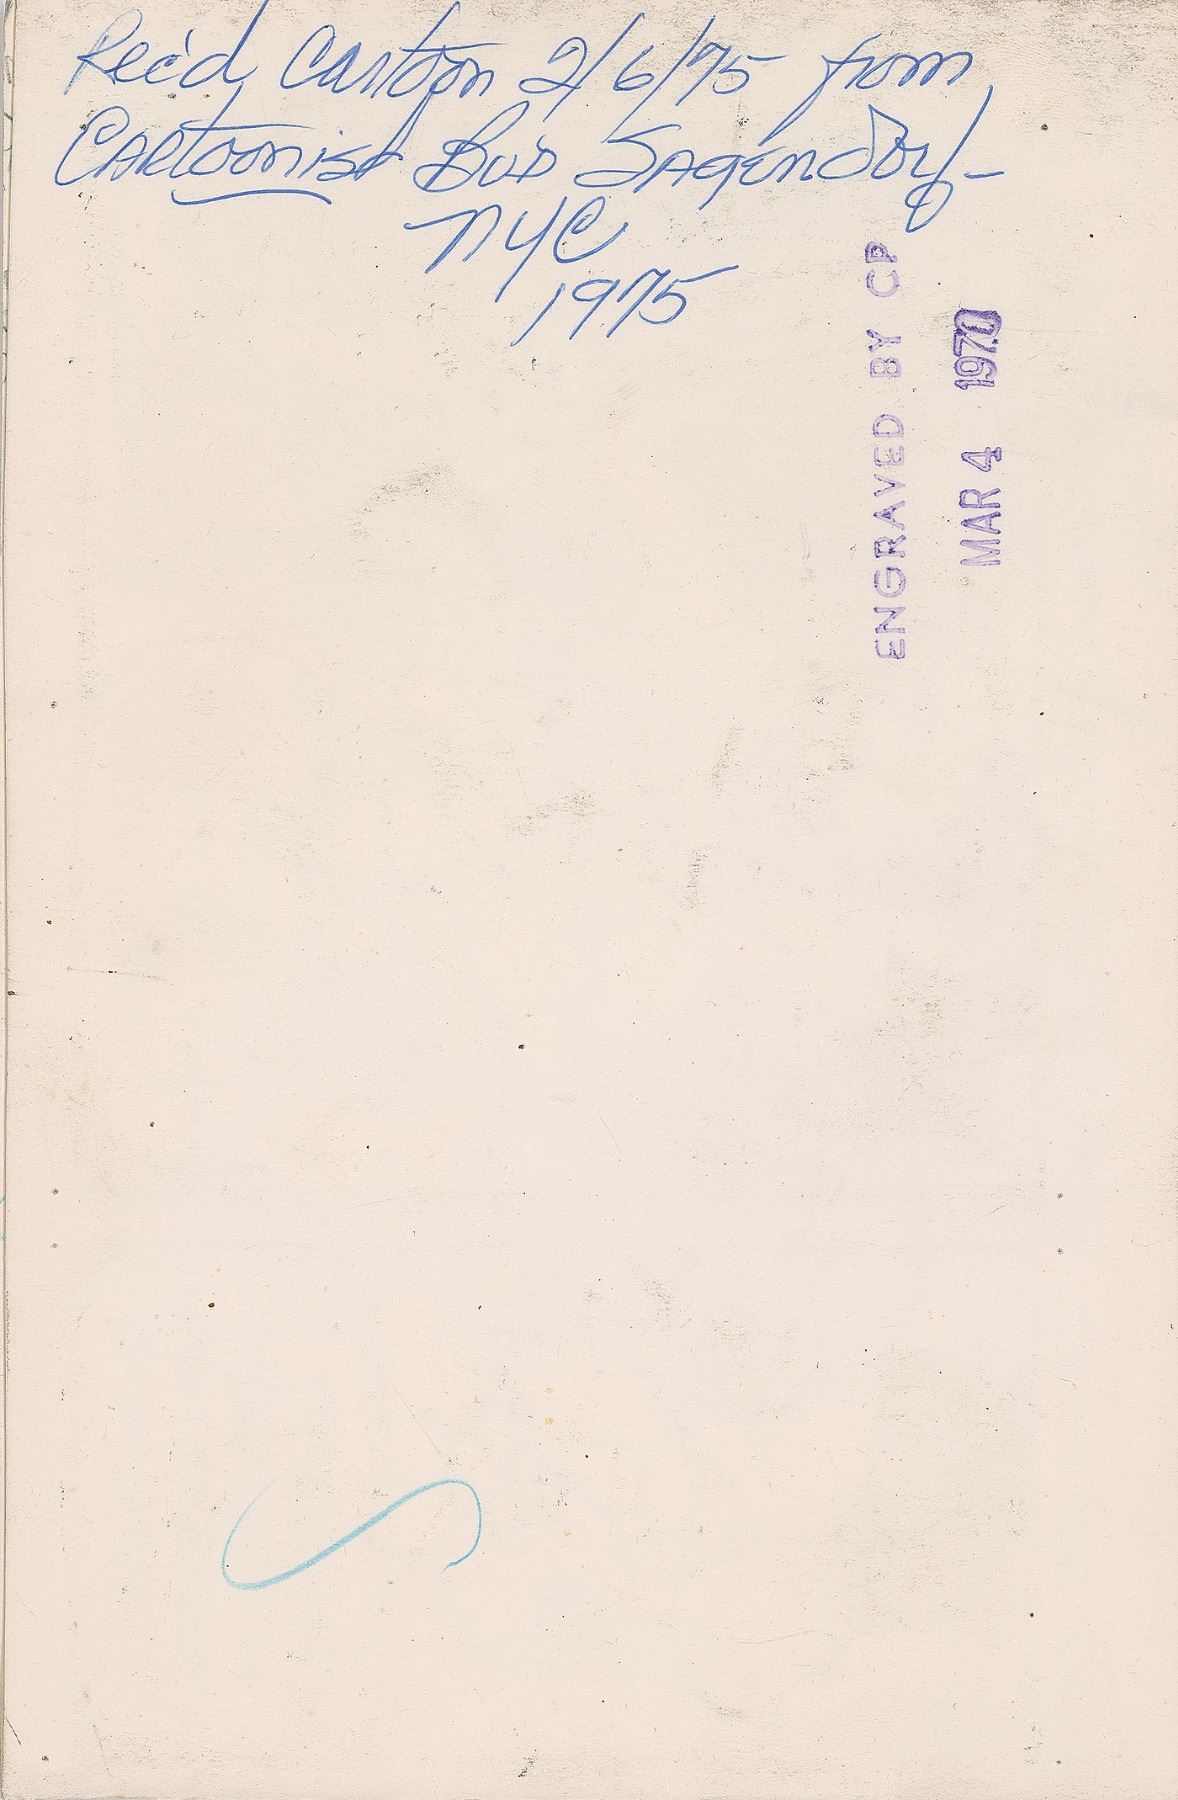 Rec'd Cartoon 2/6/75 from
Cartoonist Bud Sagendorf-
NYC
1975
ENGRAVED BY CP
MAR 4 1970